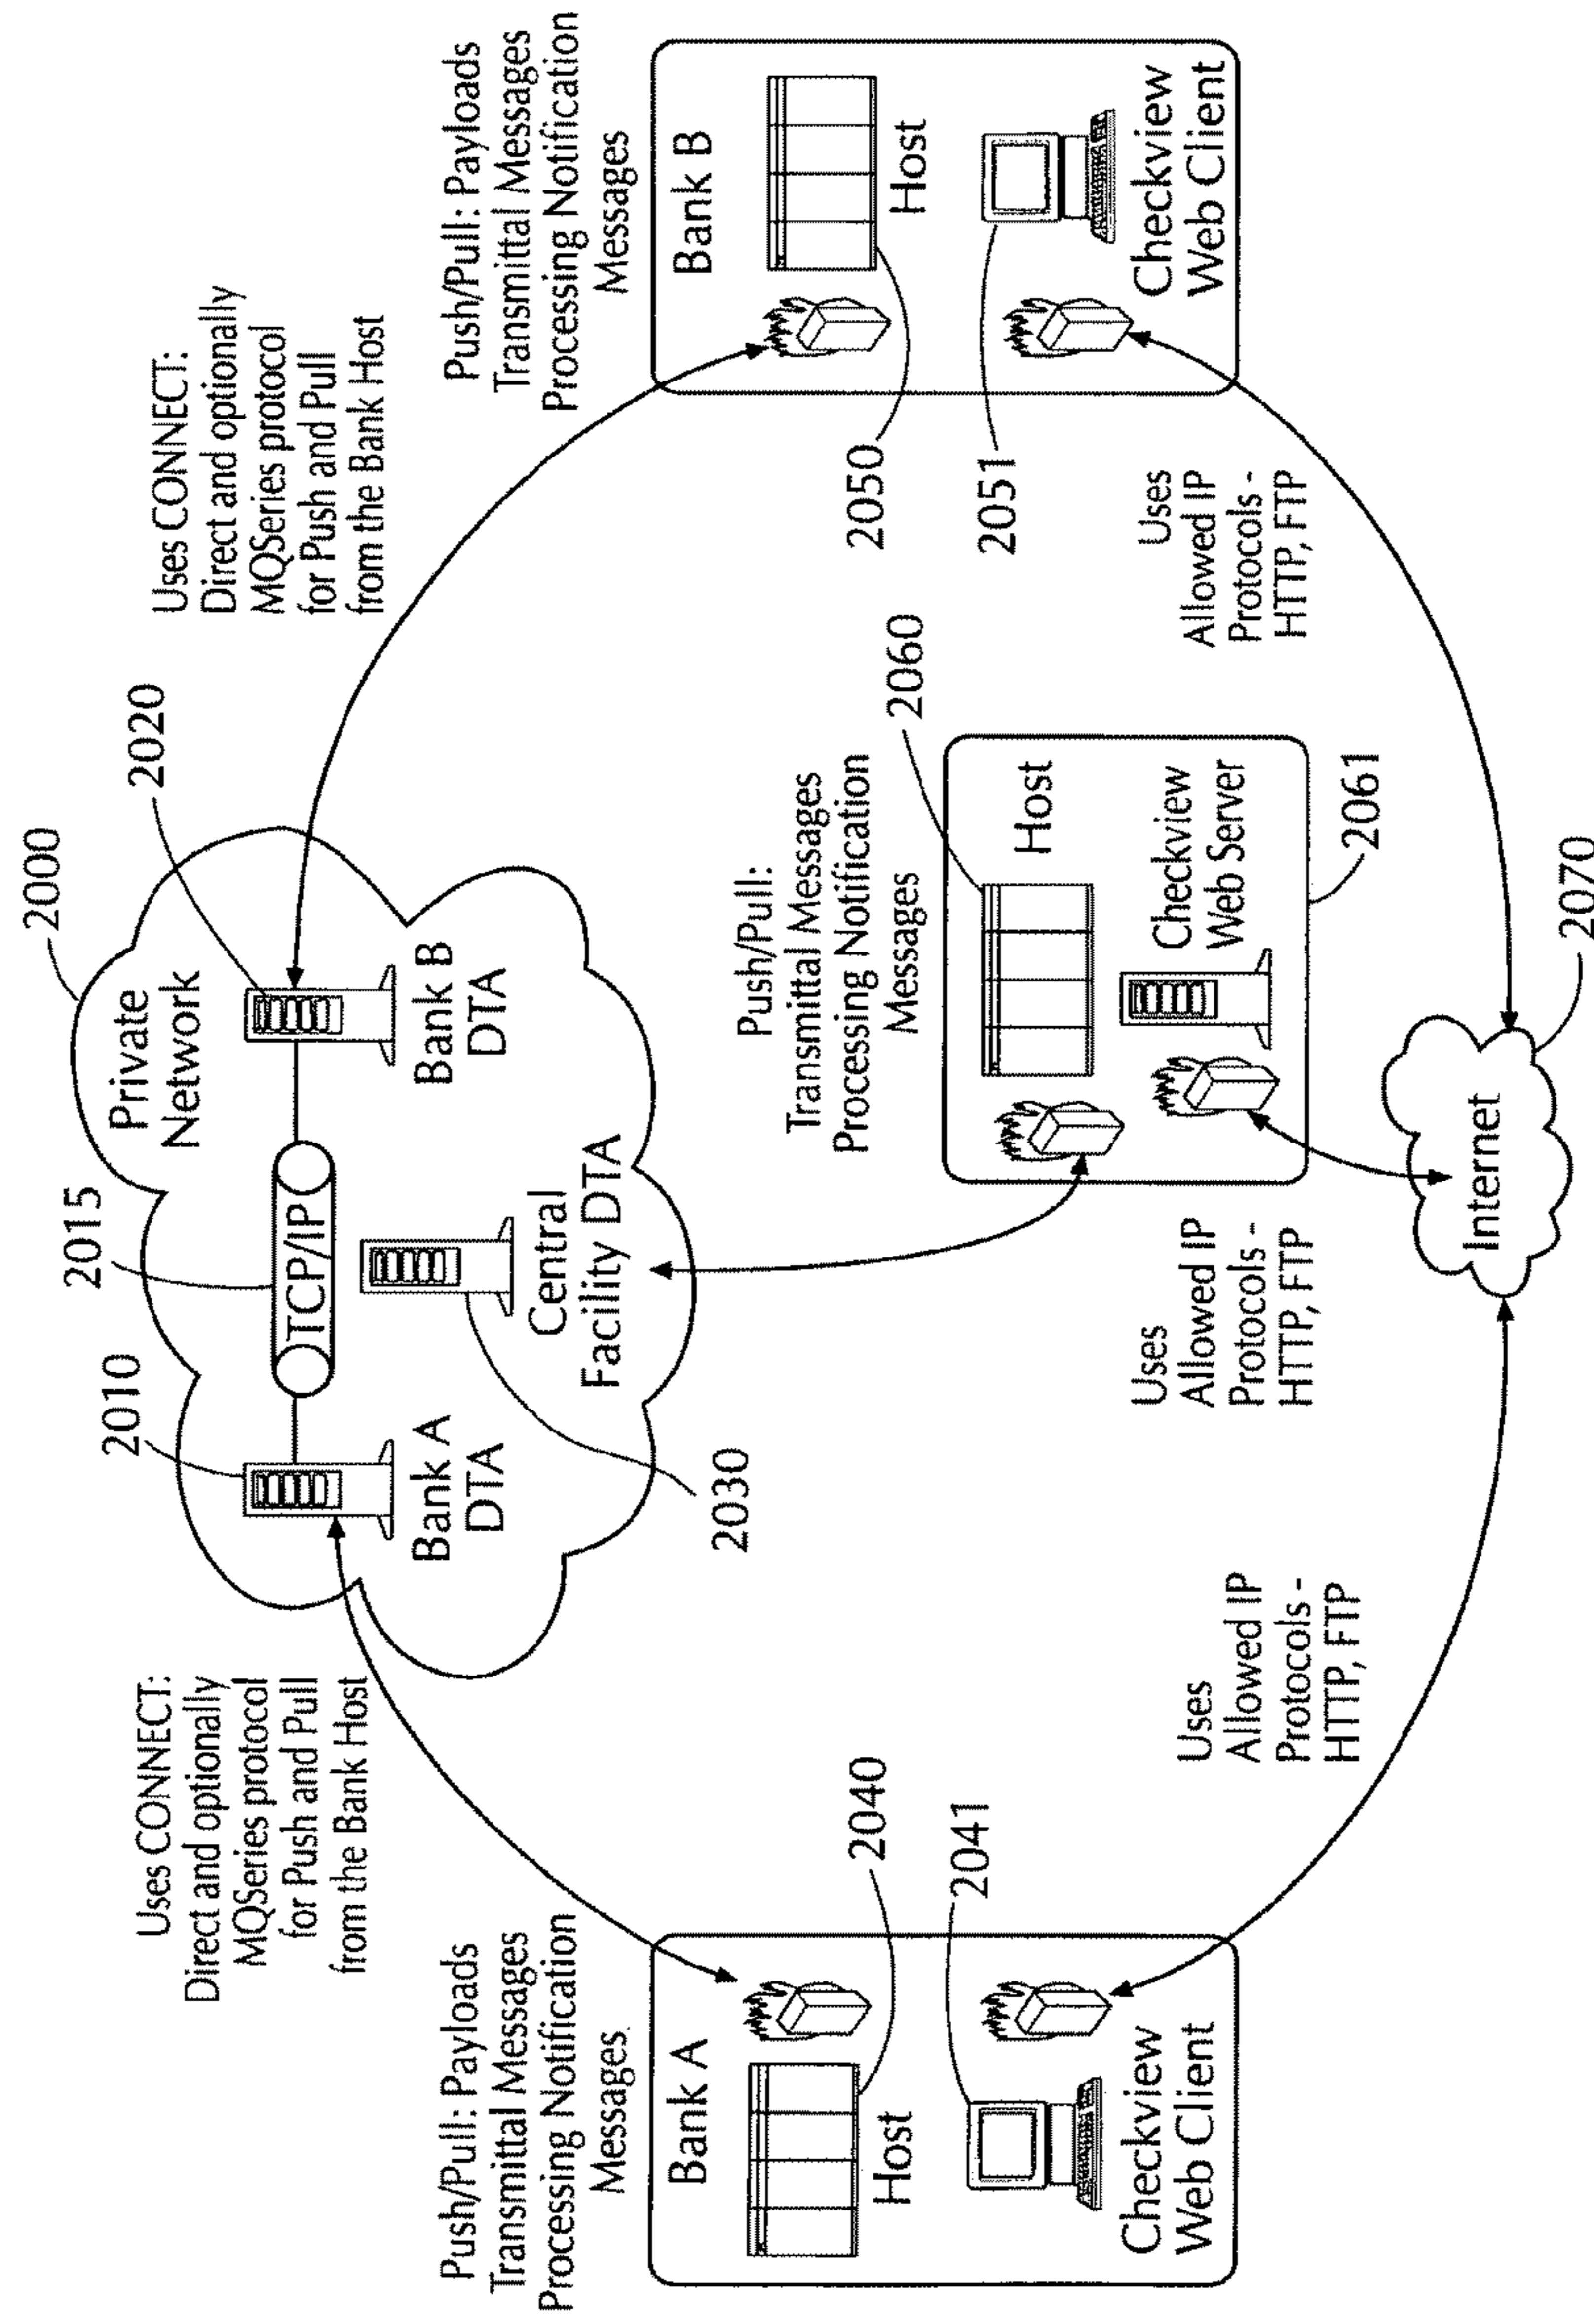 2000
Private
Network
2010
2015
2020
TCP/IP
Bank A
DTA
Bank B
DTA
Central
Facility DTA
2030
Uses CONNECT:
Direct and optionally
MQSeries protocol
for Push and Pull
from the Bank Host
Uses CONNECT:
Direct and optionally
MQSeries protocol
for Push and Pull
from the Bank Host
Push/Pull: Payloads
Transmittal Messages
Processing Notification
Messages
Bank A
Host
2040
2041
Checkview
Web Client
Push/Pull:
Transmittal Messages
Processing Notification
Messages
2060
Host
Checkview
Web Server
2061
Push/Pull: Payloads
Transmittal Messages
Processing Notification
Messages
Bank B
Host
2050
2051
Checkview
Web Client
Uses
Allowed IP
Protocols -
HTTP, FTP
Uses
Allowed IP
Protocols -
HTTP, FTP
Uses
Allowed IP
Protocols -
HTTP, FTP
Internet
2070